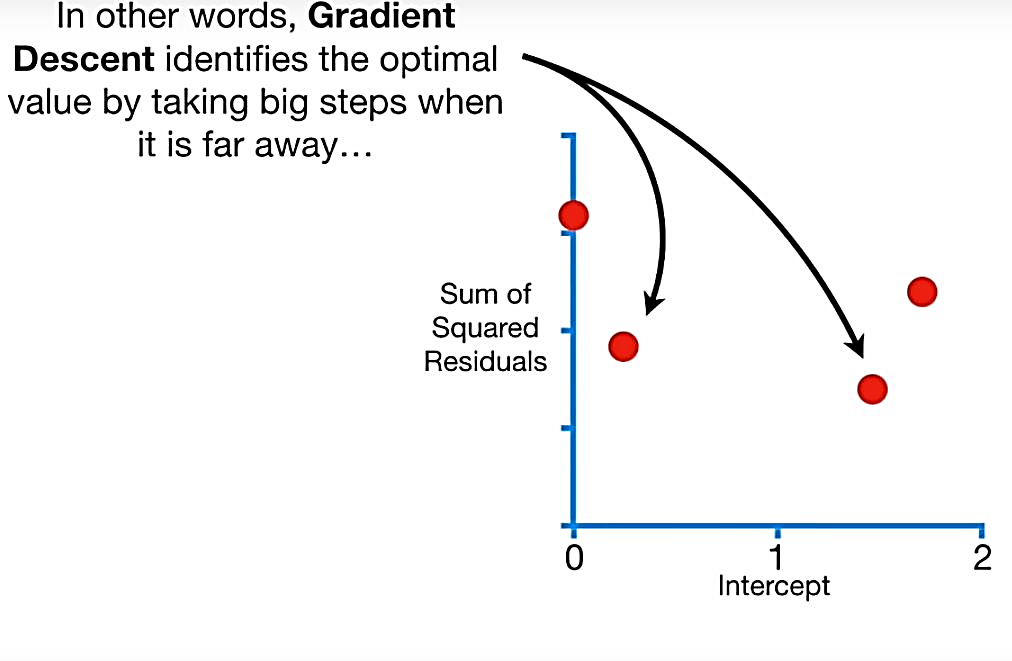 In other words, Gradient
Descent identifies the optimal
value by taking big steps when
it is far away...
Sum of
Squared
Residuals
0
1
2
Intercept